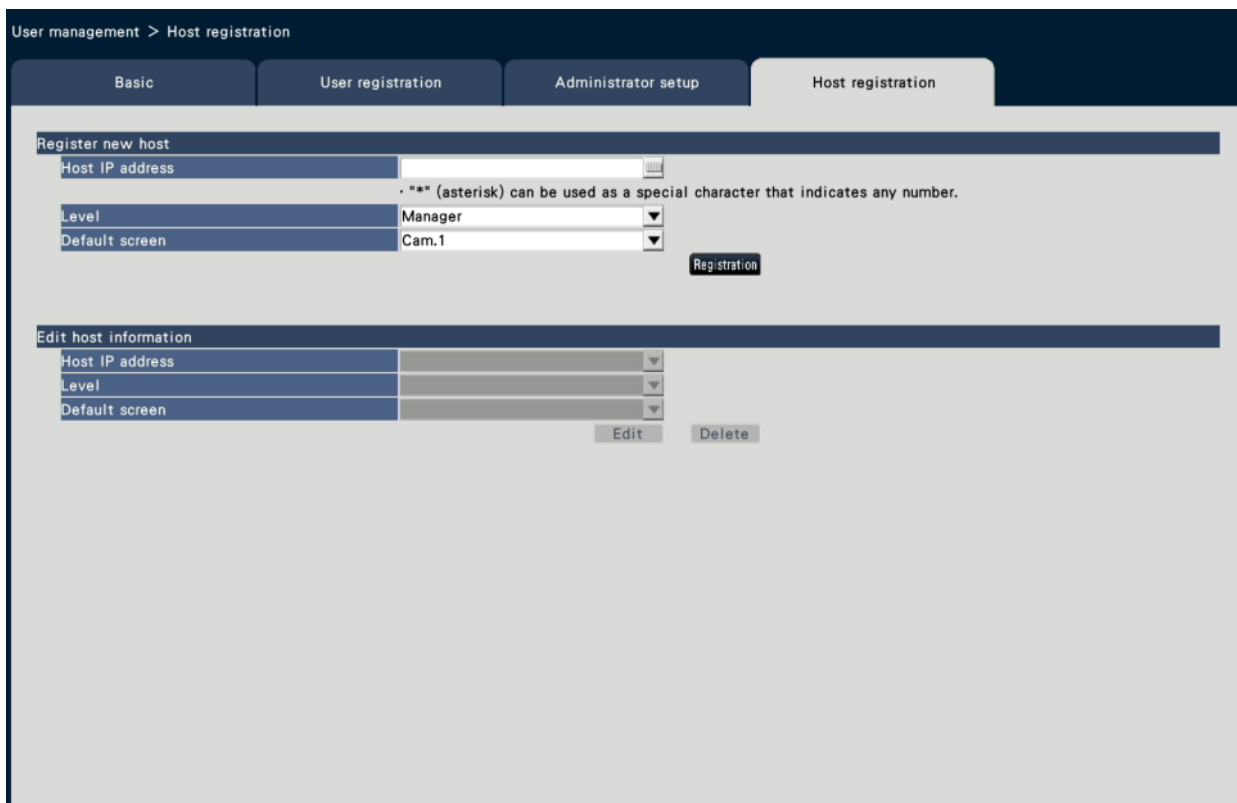 User management > Host registration
Basic User registration Administrator setup Host registration
Register new host
Host IP address
· "*" (asterisk) can be used as a special character that indicates any number.
Level Manager
Default screen Cam.1
Registration
Edit host information
Host IP address
Level
Default screen
Edit Delete